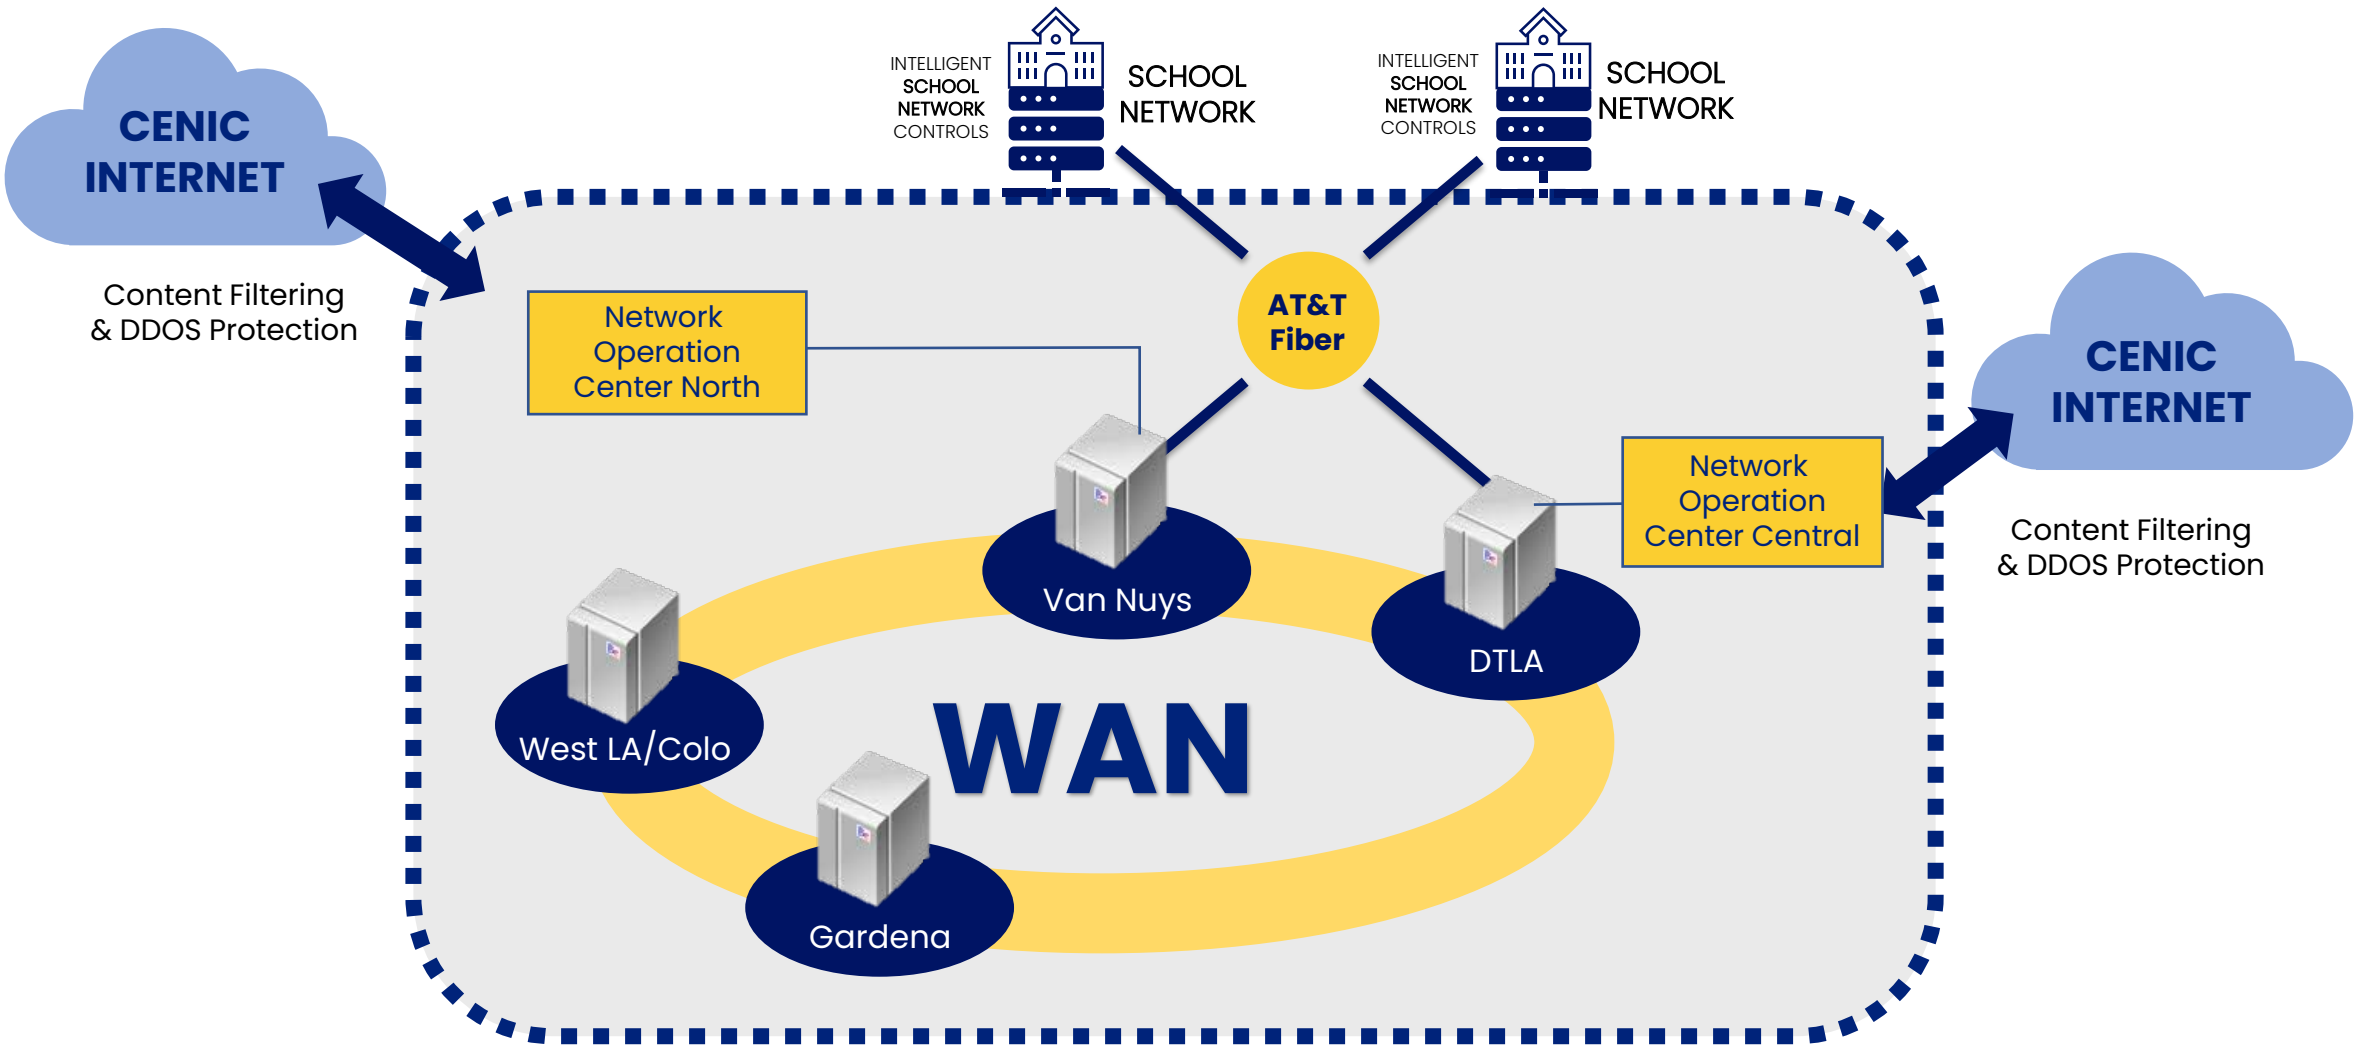 CENIC
INTERNET
Content Filtering
& DDOS Protection
INTELLIGENT
SCHOOL
NETWORK
CONTROLS
SCHOOL
NETWORK
INTELLIGENT
SCHOOL
NETWORK
CONTROLS
SCHOOL
NETWORK
AT&T
Fiber
Network
Operation
Center North
CENIC
INTERNET
Network
Operation
Center Central
Content Filtering
& DDOS Protection
Van Nuys
DTLA
West LA/Colo
WAN
Gardena